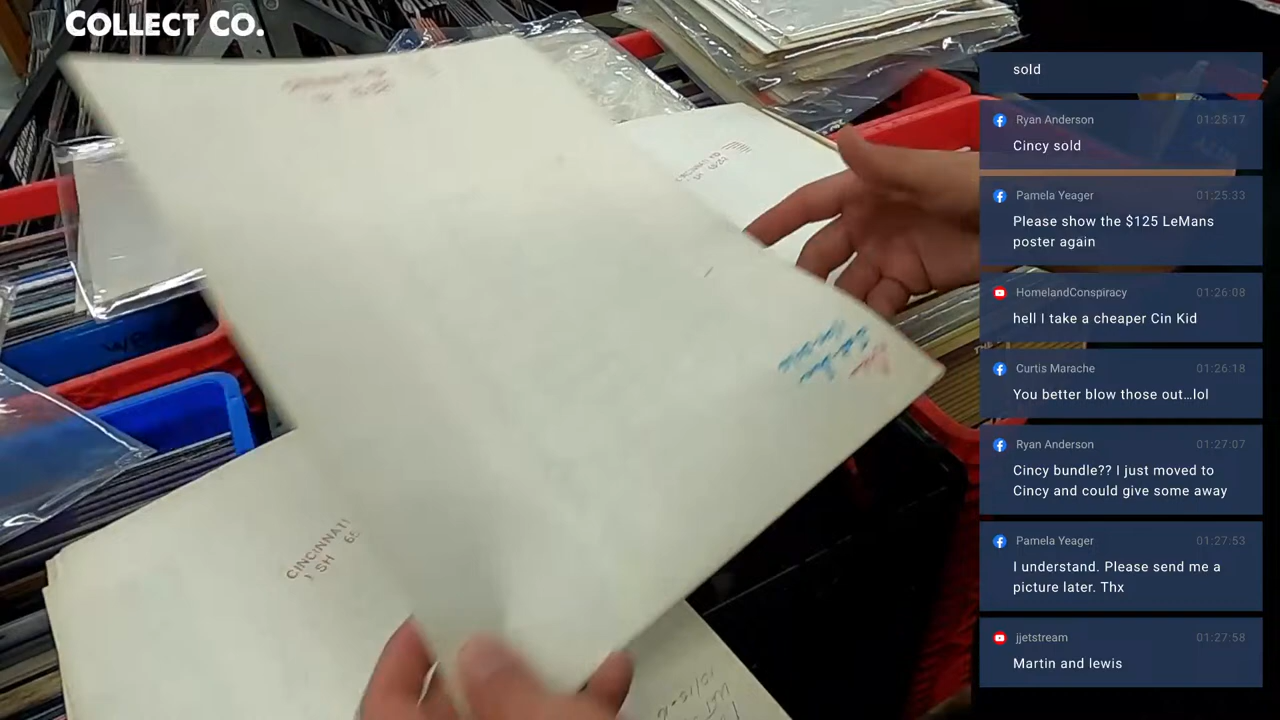 COLLECT CO.
sold
Ryan Anderson 01:25:17
Cincy sold
Pamela Yeager 01:25:33
Please show the $125 LeMans
poster again
HomelandConspiracy 01:26:08
hell I take a cheaper Cin Kid
Curtis Marache 01:26:18
You better blow those out...lol
Ryan Anderson 01:27:07
Cincy bundle?? I just moved to
Cincy and could give some away
Pamela Yeager 01:27:53
I understand. Please send me a
picture later. Thx
jjetstream 01:27:58
Martin and lewis
CINCINNATI
SH 65